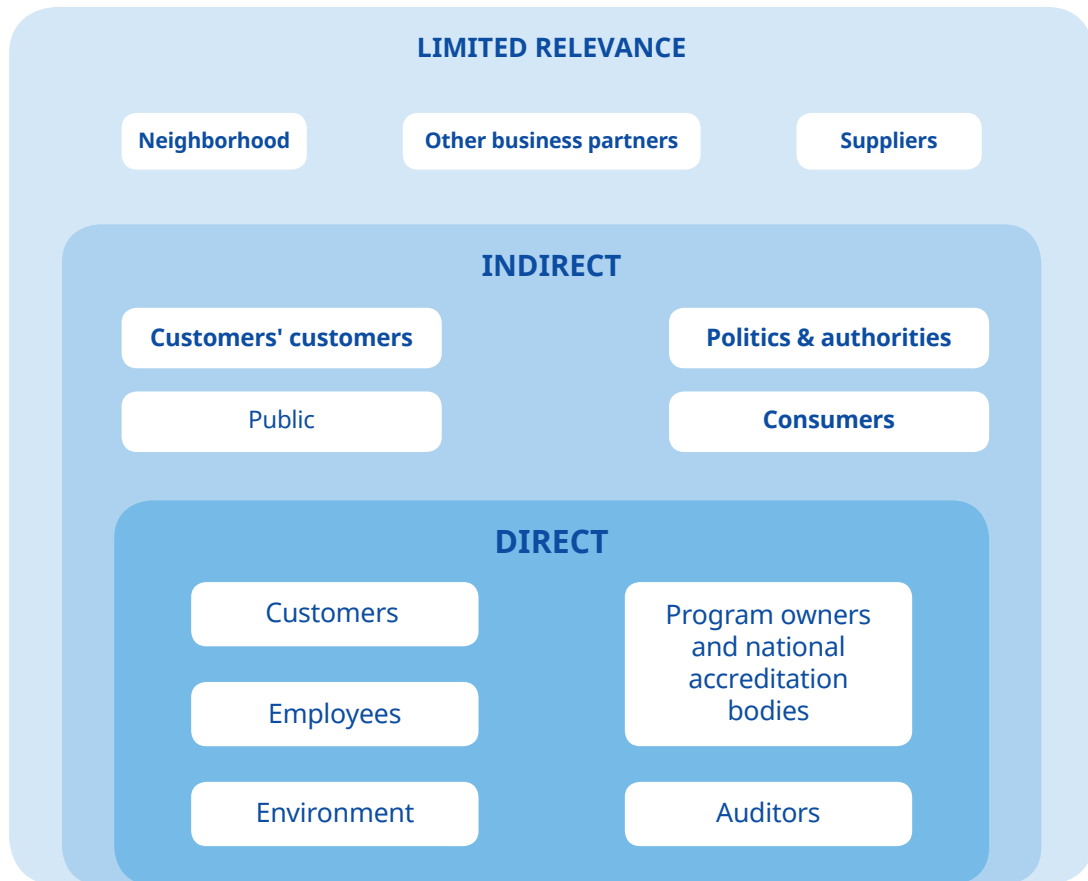 LIMITED RELEVANCE
Neighborhood
Other business partners
Suppliers
INDIRECT
Customers' customers
Politics & authorities
Public
Consumers
DIRECT
Customers
Program owners
and national
accreditation
bodies
Employees
Environment
Auditors